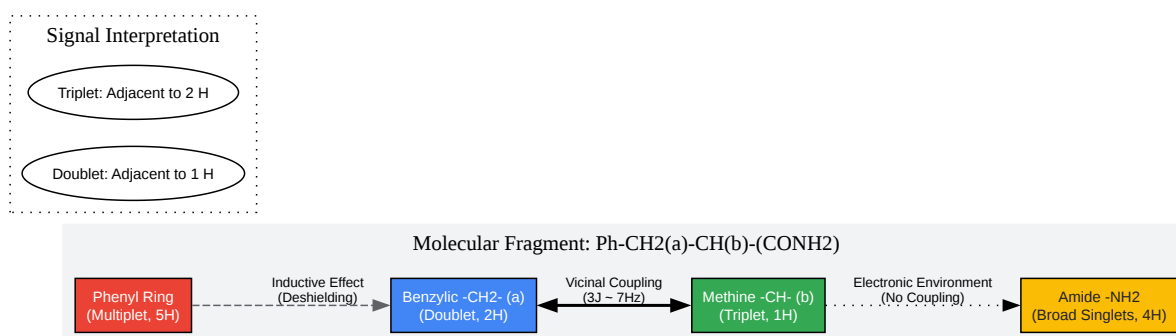 Signal Interpretation
Triplet: Adjacent to 2 H
Doublet: Adjacent to 1 H
Molecular Fragment: Ph-CH2(a)-CH(b)-(CONH2)
Phenyl Ring
(Multiplet, 5H)
Inductive Effect
(Deshielding)
Benzylic -CH2- (a)
(Doublet, 2H)
Vicinal Coupling
(3J ~ 7Hz)
Methine -CH- (b)
(Triplet, 1H)
Electronic Environment
(No Coupling)
Amide -NH2
(Broad Singlets, 4H)